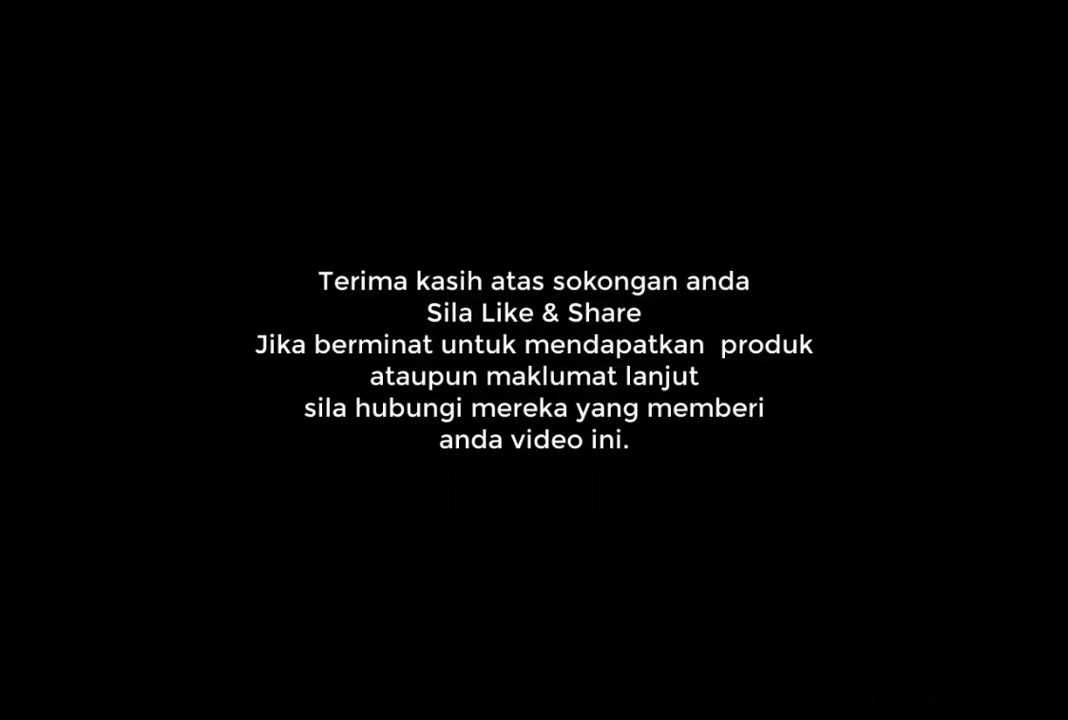 Terima kasih atas sokongan anda
Sila Like & Share
Jika berminat untuk mendapatkan produk
ataupun maklumat lanjut
sila hubungi mereka yang memberi
anda video ini.